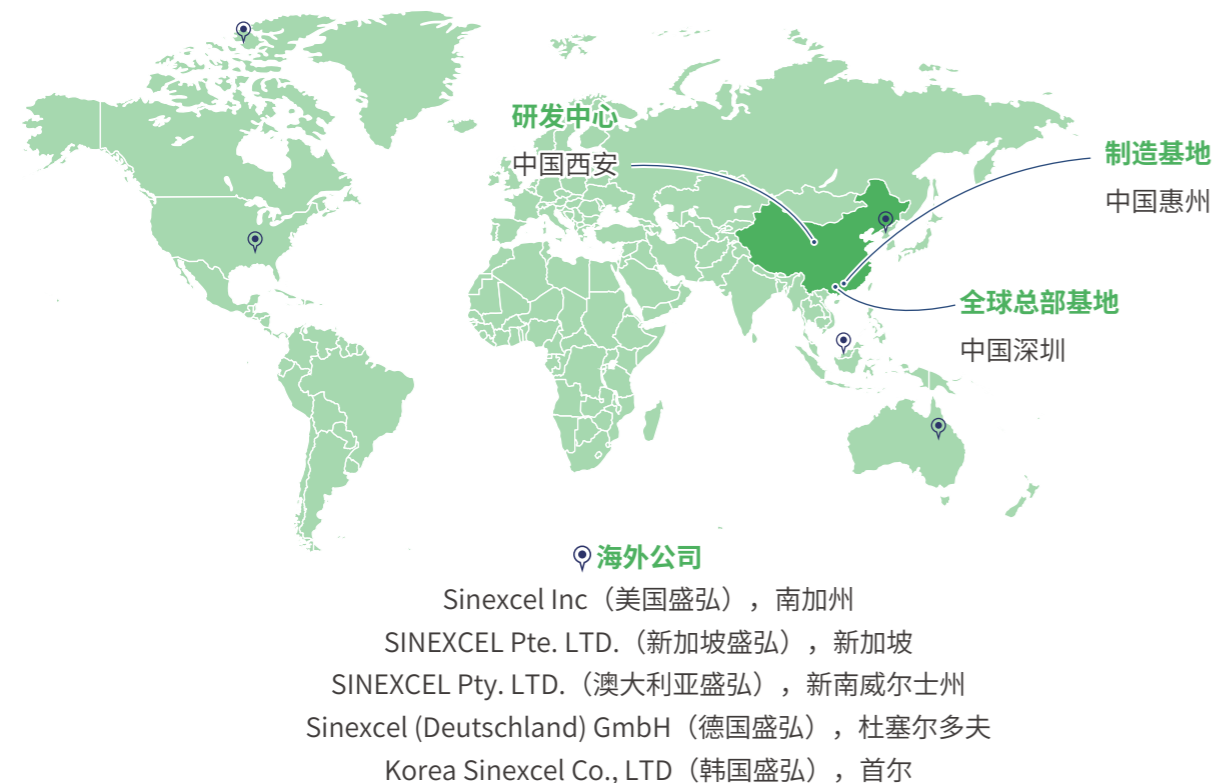 研发中心
中国西安
制造基地
中国惠州
全球总部基地
中国深圳
海外公司
Sinexcel Inc（美国盛弘），南加州
SINEXCEL Pte. LTD.（新加坡盛弘），新加坡
SINEXCEL Pty. LTD.（澳大利亚盛弘），新南威尔士州
Sinexcel (Deutschland) GmbH（德国盛弘），杜塞尔多夫
Korea Sinexcel Co., LTD（韩国盛弘），首尔